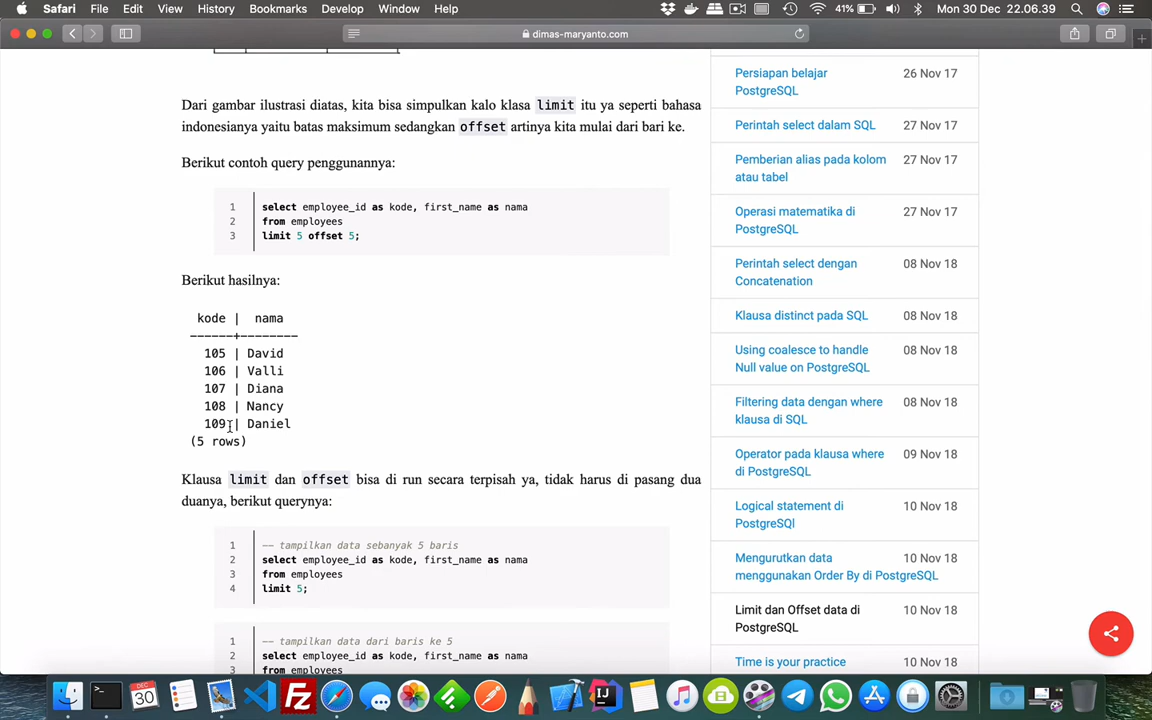 Safari File Edit View History Bookmarks Develop Window Help 41% Mon 30 Dec 22.06.39
dimas-maryanto.com
Dari gambar ilustrasi diatas, kita bisa simpulkan kalo klasa limit itu ya seperti bahasa
indonesianya yaitu batas maksimum sedangkan offset artinya kita mulai dari bari ke.
Berikut contoh query penggunannya:
1 select employee_id as kode, first_name as nama
2 from employees
3 limit 5 offset 5;
Berikut hasilnya:
kode | nama
------+--------
105 | David
106 | Valli
107 | Diana
108 | Nancy
109 | Daniel
(5 rows)
Klausa limit dan offset bisa di run secara terpisah ya, tidak harus di pasang dua
duanya, berikut querynya:
1 -- tampilkan data sebanyak 5 baris
2 select employee_id as kode, first_name as nama
3 from employees
4 limit 5;
1 -- tampilkan data dari baris ke 5
2 select employee_id as kode, first_name as nama
3 from employees
Persiapan belajar 26 Nov 17
PostgreSQL
Perintah select dalam SQL 27 Nov 17
Pemberian alias pada kolom 27 Nov 17
atau tabel
Operasi matematika di 27 Nov 17
PostgreSQL
Perintah select dengan 08 Nov 18
Concatenation
Klausa distinct pada SQL 08 Nov 18
Using coalesce to handle 08 Nov 18
Null value on PostgreSQL
Filtering data dengan where 08 Nov 18
klausa di SQL
Operator pada klausa where 09 Nov 18
di PostgreSQL
Logical statement di 10 Nov 18
PostgreSQl
Mengurutkan data 10 Nov 18
menggunakan Order By di PostgreSQL
Limit dan Offset data di 10 Nov 18
PostgreSQL
Time is your practice 10 Nov 18
DEC
30
FZ
IJ